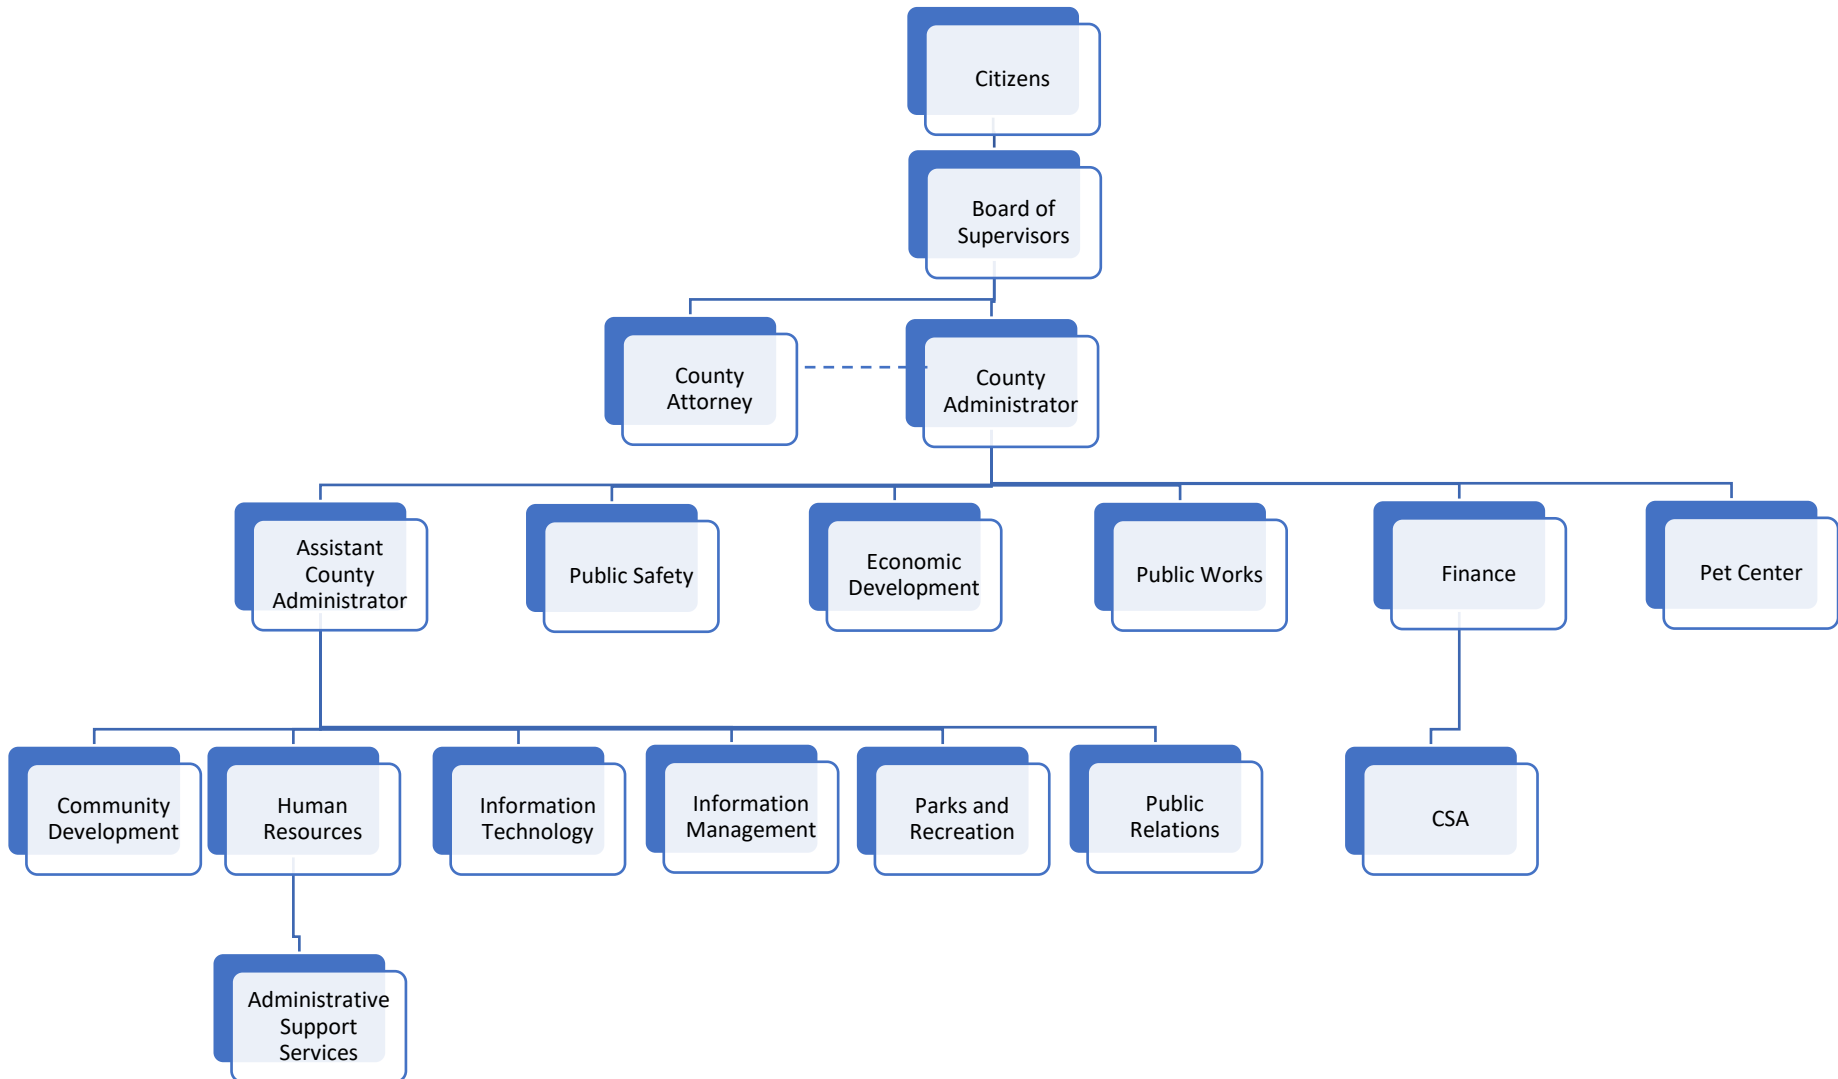 Citizens
Board of
Supervisors
County
Attorney
County
Administrator
Assistant
County
Administrator
Public Safety
Economic
Development
Public Works
Finance
Pet Center
Community
Development
Human
Resources
Information
Technology
Information
Management
Parks and
Recreation
Public
Relations
CSA
Administrative
Support
Services